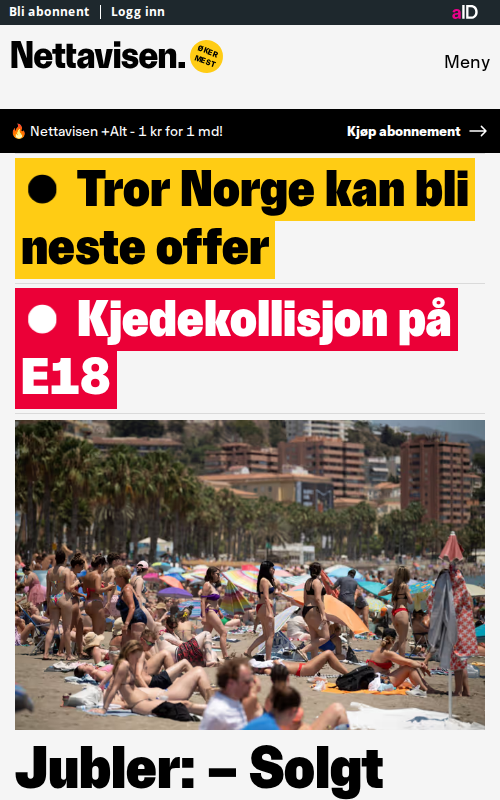 Bli abonnent | Logg inn
aID
Nettavisen.
ØKER
MEST
Meny
🔥 Nettavisen +Alt - 1 kr for 1 md!
Kjøp abonnement →
● Tror Norge kan bli
neste offer
● Kjedekollisjon på
E18
Jubler: – Solgt